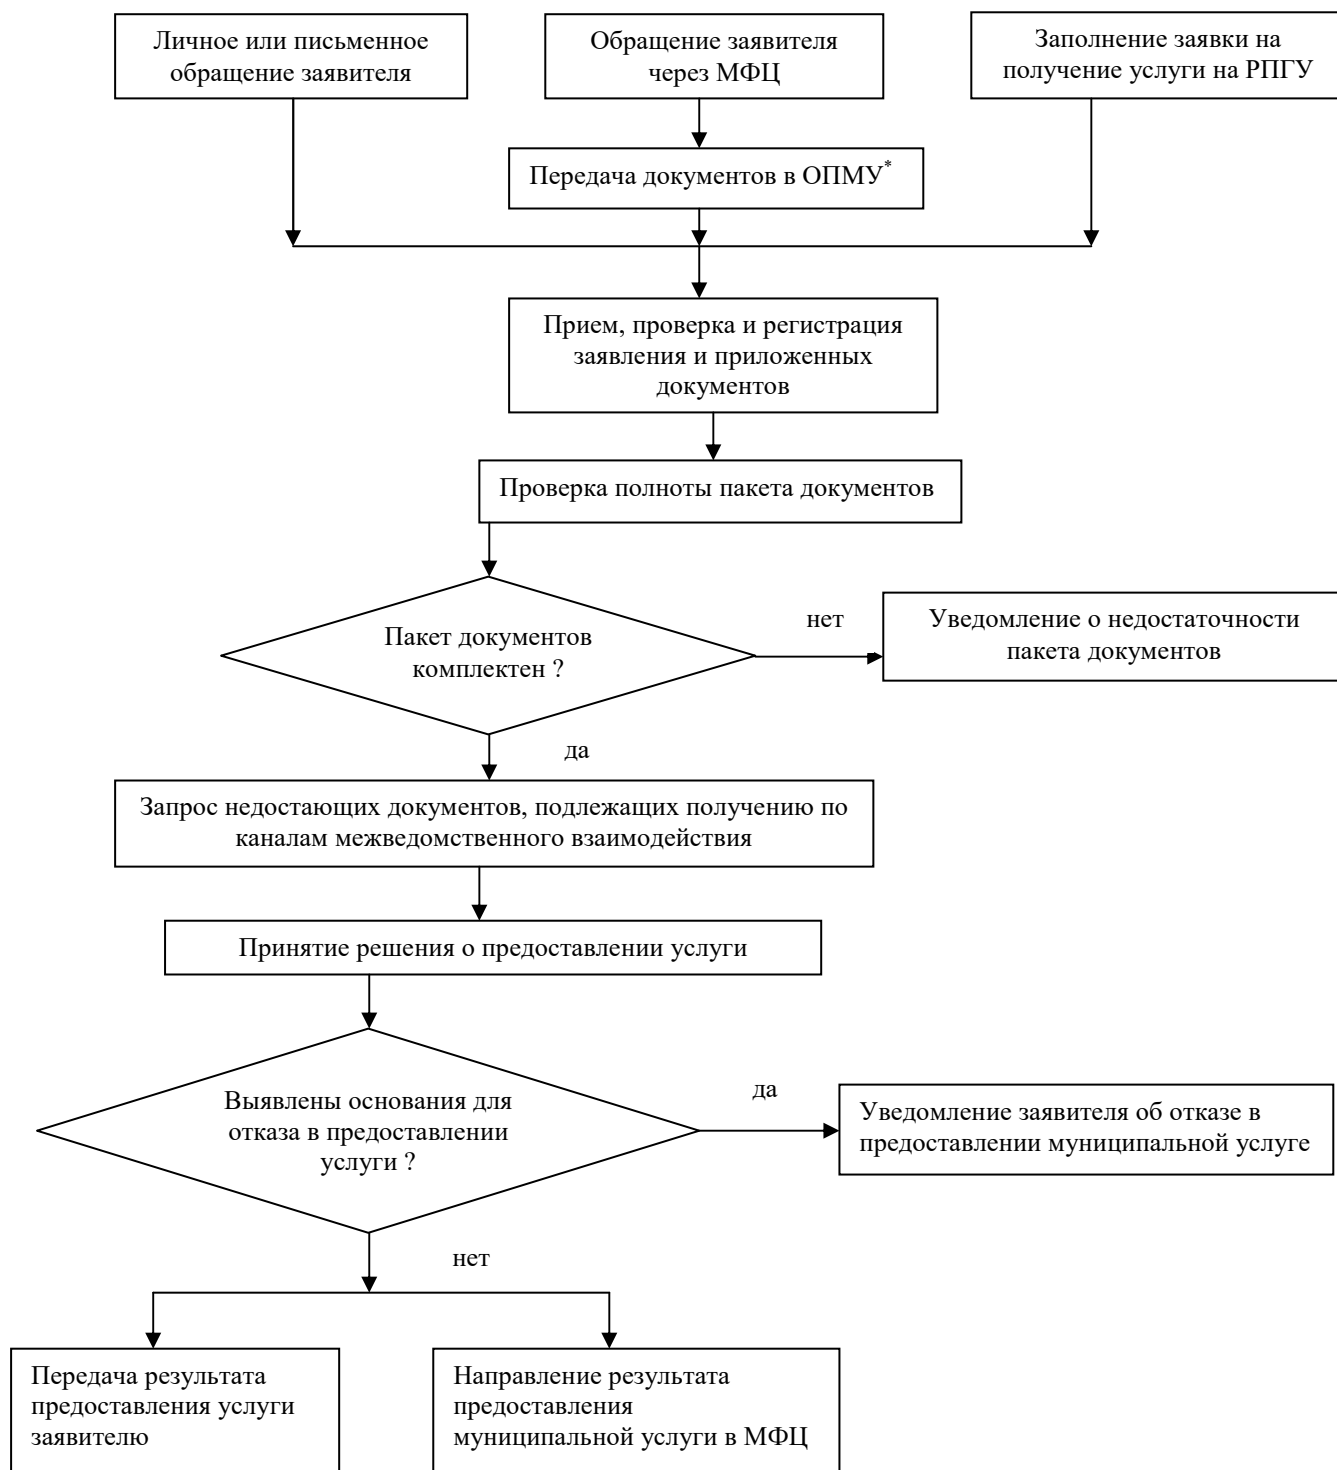 Личное или письменное
обращение заявителя
Обращение заявителя
через МФЦ
Заполнение заявки на
получение услуги на РПГУ
Передача документов в ОПМУ*
Прием, проверка и регистрация
заявления и приложенных
документов
Проверка полноты пакета документов
Пакет документов
комплектен ?
нет
Уведомление о недостаточности
пакета документов
да
Запрос недостающих документов, подлежащих получению по
каналам межведомственного взаимодействия
Принятие решения о предоставлении услуги
Выявлены основания для
отказа в предоставлении
услуги ?
да
Уведомление заявителя об отказе в
предоставлении муниципальной услуге
нет
Передача результата
предоставления услуги
заявителю
Направление результата
предоставления
муниципальной услуги в МФЦ